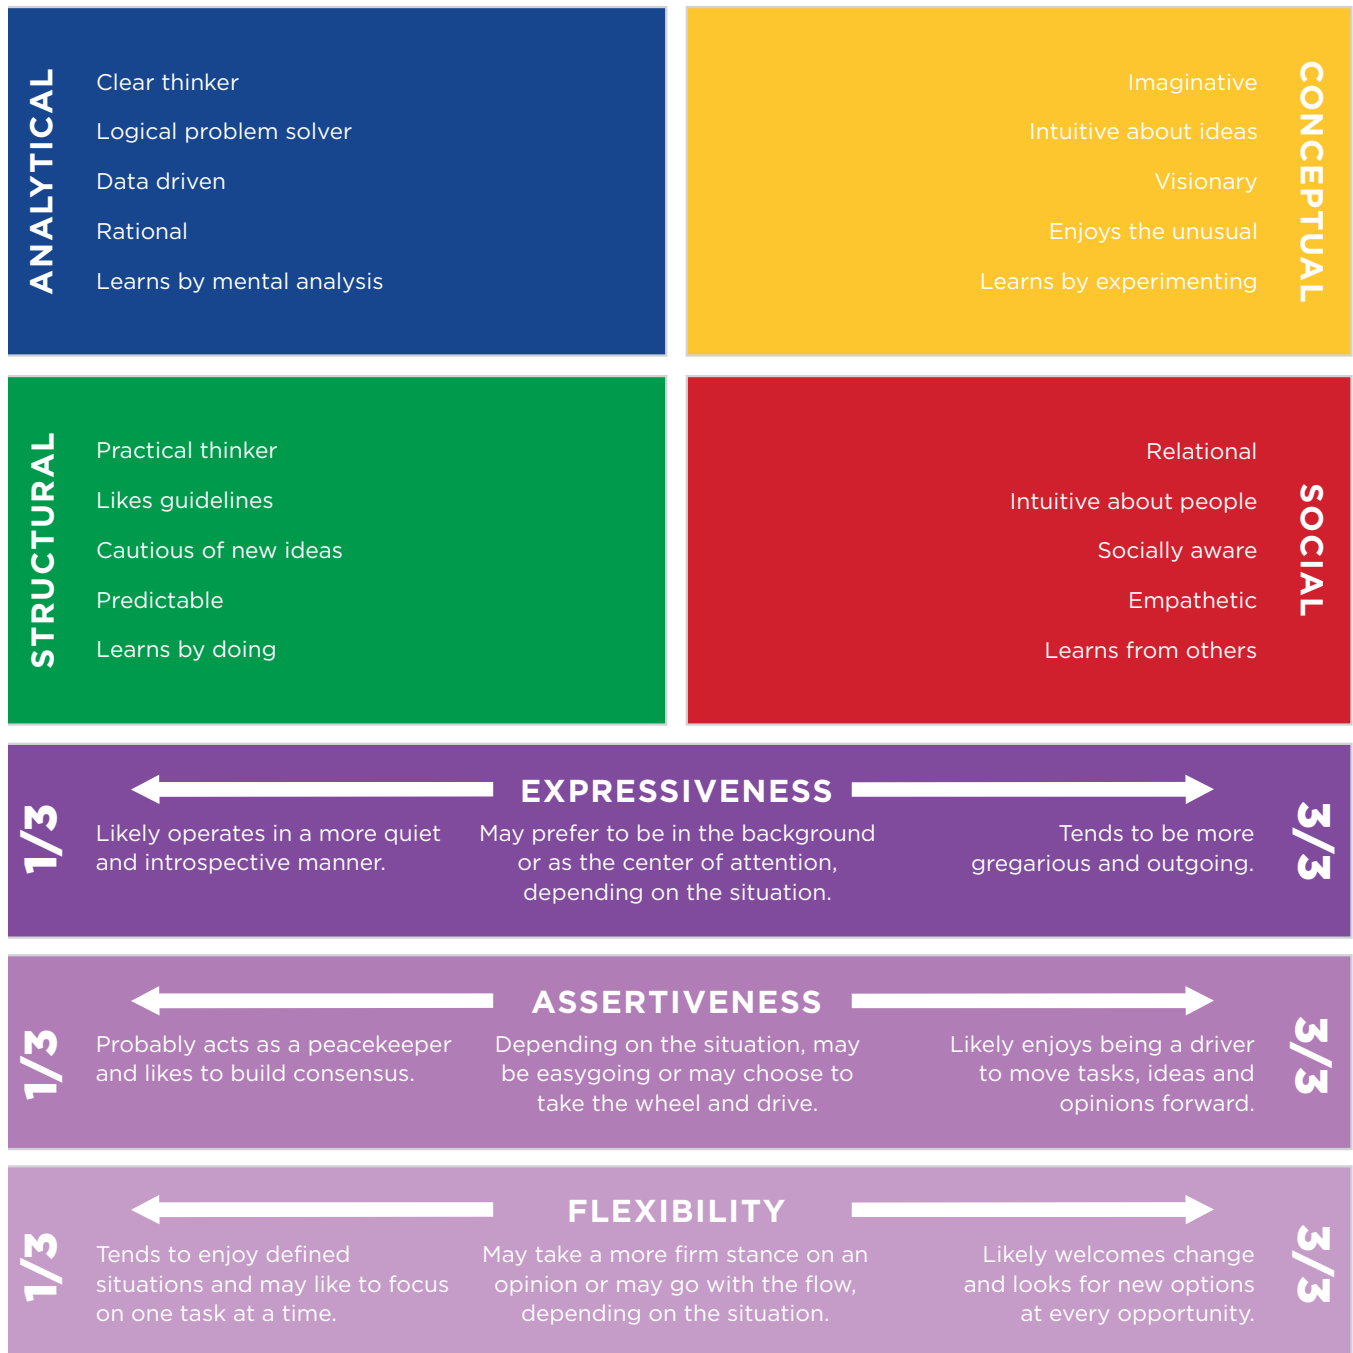 ANALYTICAL
Clear thinker
Logical problem solver
Data driven
Rational
Learns by mental analysis
CONCEPTUAL
Imaginative
Intuitive about ideas
Visionary
Enjoys the unusual
Learns by experimenting
STRUCTURAL
Practical thinker
Likes guidelines
Cautious of new ideas
Predictable
Learns by doing
SOCIAL
Relational
Intuitive about people
Socially aware
Empathetic
Learns from others
EXPRESSIVENESS
1/3
Likely operates in a more quiet
and introspective manner.
May prefer to be in the background
or as the center of attention,
depending on the situation.
Tends to be more
gregarious and outgoing.
3/3
ASSERTIVENESS
1/3
Probably acts as a peacekeeper
and likes to build consensus.
Depending on the situation, may
be easygoing or may choose to
take the wheel and drive.
Likely enjoys being a driver
to move tasks, ideas and
opinions forward.
3/3
FLEXIBILITY
1/3
Tends to enjoy defined
situations and may like to focus
on one task at a time.
May take a more firm stance on an
opinion or may go with the flow,
depending on the situation.
Likely welcomes change
and looks for new options
at every opportunity.
3/3